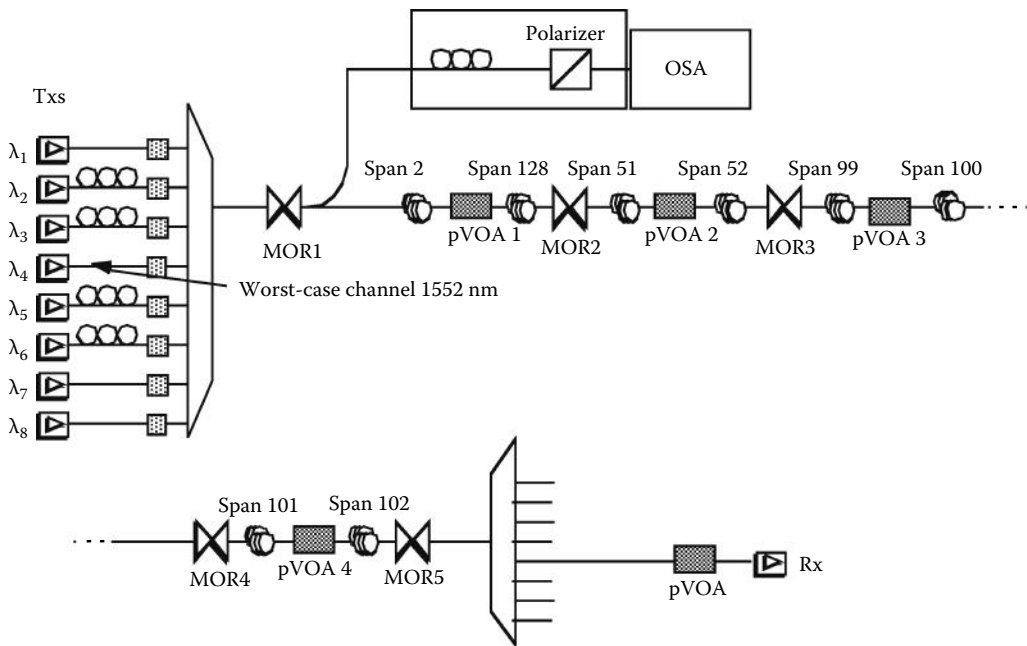 Polarizer
OSA
Txs
λ1
λ2
λ3
λ4
λ5
λ6
λ7
λ8
Span 2
Span 128
Span 51
Span 52
Span 99
Span 100
MOR1
pVOA 1
MOR2
pVOA 2
MOR3
pVOA 3
Worst-case channel 1552 nm
Span 101
Span 102
MOR4
pVOA 4
MOR5
pVOA
Rx